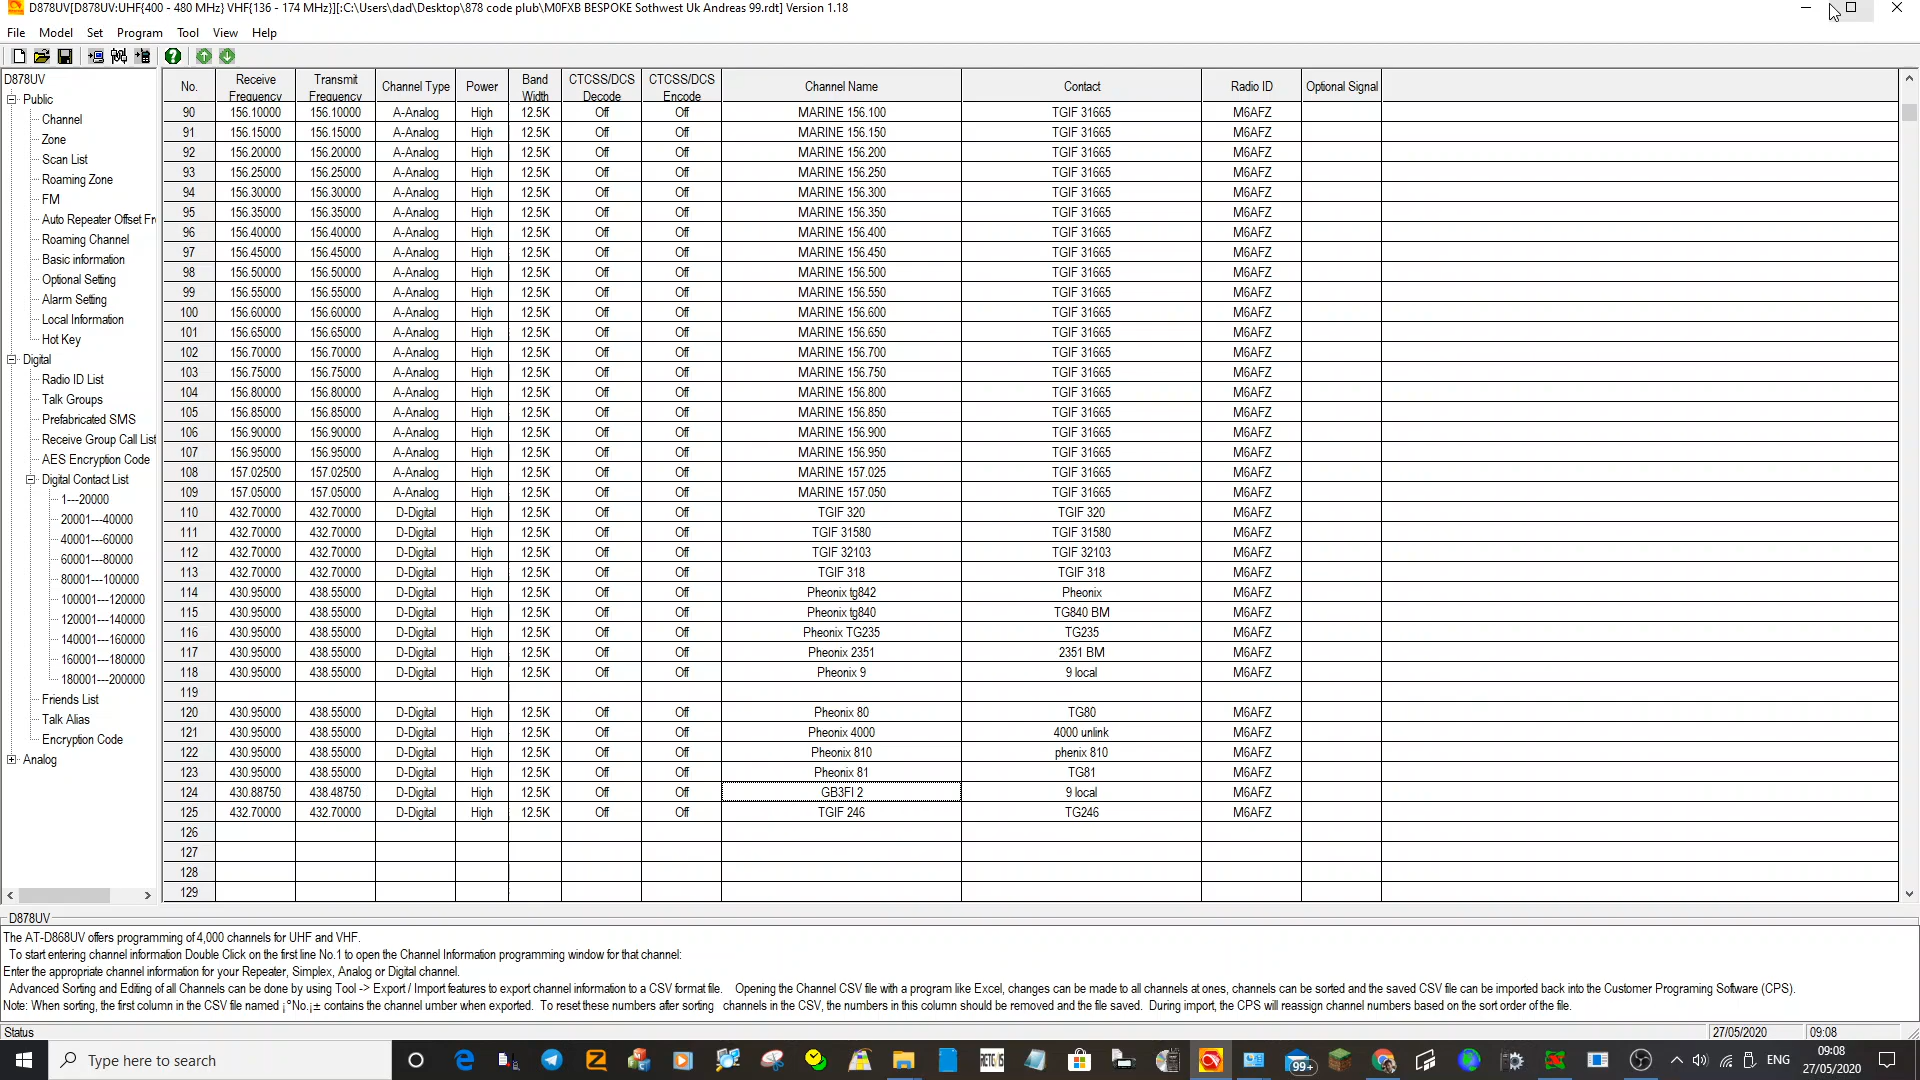 D878UV[D878UV:UHF{400 - 480 MHz} VHF{136 - 174 MHz}][:C:\Users\dad\Desktop\878 code plub\M0FXB BESPOKE Sothwest Uk Andreas 99.rdt] Version 1.18
File Model Set Program Tool View Help
D878UV
Public
Channel
Zone
Scan List
Roaming Zone
FM
Auto Repeater Offset Fr
Roaming Channel
Basic information
Optional Setting
Alarm Setting
Local Information
Hot Key
Digital
Radio ID List
Talk Groups
Prefabricated SMS
Receive Group Call List
AES Encryption Code
Digital Contact List
1---20000
20001---40000
40001---60000
60001---80000
80001---100000
100001---120000
120001---140000
140001---160000
160001---180000
180001---200000
Friends List
Talk Alias
Encryption Code
Analog
No. Receive Frequency Transmit Frequency Channel Type Power Band Width CTCSS/DCS Decode CTCSS/DCS Encode Channel Name Contact Radio ID Optional Signal
90 156.10000 156.10000 A-Analog High 12.5K Off Off MARINE 156.100 TGIF 31665 M6AFZ
91 156.15000 156.15000 A-Analog High 12.5K Off Off MARINE 156.150 TGIF 31665 M6AFZ
92 156.20000 156.20000 A-Analog High 12.5K Off Off MARINE 156.200 TGIF 31665 M6AFZ
93 156.25000 156.25000 A-Analog High 12.5K Off Off MARINE 156.250 TGIF 31665 M6AFZ
94 156.30000 156.30000 A-Analog High 12.5K Off Off MARINE 156.300 TGIF 31665 M6AFZ
95 156.35000 156.35000 A-Analog High 12.5K Off Off MARINE 156.350 TGIF 31665 M6AFZ
96 156.40000 156.40000 A-Analog High 12.5K Off Off MARINE 156.400 TGIF 31665 M6AFZ
97 156.45000 156.45000 A-Analog High 12.5K Off Off MARINE 156.450 TGIF 31665 M6AFZ
98 156.50000 156.50000 A-Analog High 12.5K Off Off MARINE 156.500 TGIF 31665 M6AFZ
99 156.55000 156.55000 A-Analog High 12.5K Off Off MARINE 156.550 TGIF 31665 M6AFZ
100 156.60000 156.60000 A-Analog High 12.5K Off Off MARINE 156.600 TGIF 31665 M6AFZ
101 156.65000 156.65000 A-Analog High 12.5K Off Off MARINE 156.650 TGIF 31665 M6AFZ
102 156.70000 156.70000 A-Analog High 12.5K Off Off MARINE 156.700 TGIF 31665 M6AFZ
103 156.75000 156.75000 A-Analog High 12.5K Off Off MARINE 156.750 TGIF 31665 M6AFZ
104 156.80000 156.80000 A-Analog High 12.5K Off Off MARINE 156.800 TGIF 31665 M6AFZ
105 156.85000 156.85000 A-Analog High 12.5K Off Off MARINE 156.850 TGIF 31665 M6AFZ
106 156.90000 156.90000 A-Analog High 12.5K Off Off MARINE 156.900 TGIF 31665 M6AFZ
107 156.95000 156.95000 A-Analog High 12.5K Off Off MARINE 156.950 TGIF 31665 M6AFZ
108 157.02500 157.02500 A-Analog High 12.5K Off Off MARINE 157.025 TGIF 31665 M6AFZ
109 157.05000 157.05000 A-Analog High 12.5K Off Off MARINE 157.050 TGIF 31665 M6AFZ
110 432.70000 432.70000 D-Digital High 12.5K Off Off TGIF 320 TGIF 320 M6AFZ
111 432.70000 432.70000 D-Digital High 12.5K Off Off TGIF 31580 TGIF 31580 M6AFZ
112 432.70000 432.70000 D-Digital High 12.5K Off Off TGIF 32103 TGIF 32103 M6AFZ
113 432.70000 432.70000 D-Digital High 12.5K Off Off TGIF 318 TGIF 318 M6AFZ
114 430.95000 438.55000 D-Digital High 12.5K Off Off Pheonix tg842 Pheonix M6AFZ
115 430.95000 438.55000 D-Digital High 12.5K Off Off Pheonix tg840 TG840 BM M6AFZ
116 430.95000 438.55000 D-Digital High 12.5K Off Off Pheonix TG235 TG235 M6AFZ
117 430.95000 438.55000 D-Digital High 12.5K Off Off Pheonix 2351 2351 BM M6AFZ
118 430.95000 438.55000 D-Digital High 12.5K Off Off Pheonix 9 9 local M6AFZ
119
120 430.95000 438.55000 D-Digital High 12.5K Off Off Pheonix 80 TG80 M6AFZ
121 430.95000 438.55000 D-Digital High 12.5K Off Off Pheonix 4000 4000 unlink M6AFZ
122 430.95000 438.55000 D-Digital High 12.5K Off Off Pheonix 810 phenix 810 M6AFZ
123 430.95000 438.55000 D-Digital High 12.5K Off Off Pheonix 81 TG81 M6AFZ
124 430.88750 438.48750 D-Digital High 12.5K Off Off GB3FI 2 9 local M6AFZ
125 432.70000 432.70000 D-Digital High 12.5K Off Off TGIF 246 TG246 M6AFZ
126
127
128
129
D878UV
The AT-D868UV offers programming of 4,000 channels for UHF and VHF.
To start entering channel information Double Click on the first line No.1 to open the Channel Information programming window for that channel:
Enter the appropriate channel information for your Repeater, Simplex, Analog or Digital channel.
Advanced Sorting and Editing of all Channels can be done by using Tool -> Export / Import features to export channel information to a CSV format file. Opening the Channel CSV file with a program like Excel, changes can be made to all channels at ones, channels can be sorted and the saved CSV file can be imported back into the Customer Programing Software (CPS).
Note: When sorting, the first column in the CSV file named ¡°No.¡± contains the channel umber when exported. To reset these numbers after sorting channels in the CSV, the numbers in this column should be removed and the file saved. During import, the CPS will reassign channel numbers based on the sort order of the file.
Status 27/05/2020 09:08
Type here to search
99+
ENG
09:08
27/05/2020